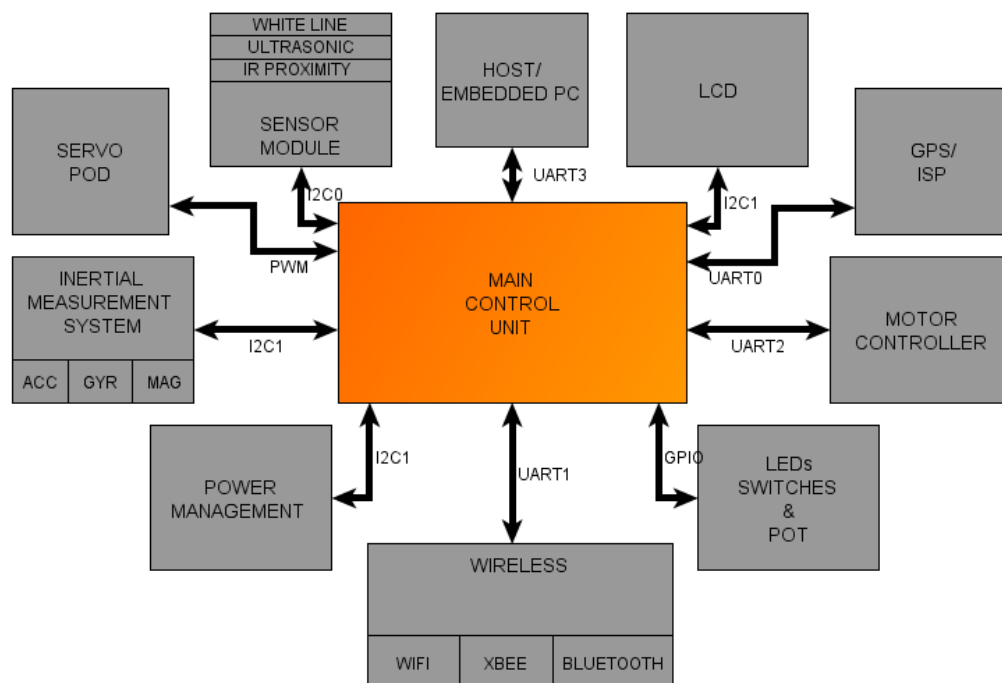 WHITE LINE
ULTRASONIC
IR PROXIMITY
SENSOR
MODULE
HOST/
EMBEDDED PC
LCD
SERVO
POD
GPS/
ISP
UART3
I2C0
I2C1
PWM
UART0
MAIN
CONTROL
UNIT
INERTIAL
MEASUREMENT
SYSTEM
ACC GYR MAG
I2C1
UART2
MOTOR
CONTROLLER
POWER
MANAGEMENT
I2C1
UART1
GPIO
LEDs
SWITCHES
&
POT
WIRELESS
WIFI XBEE BLUETOOTH